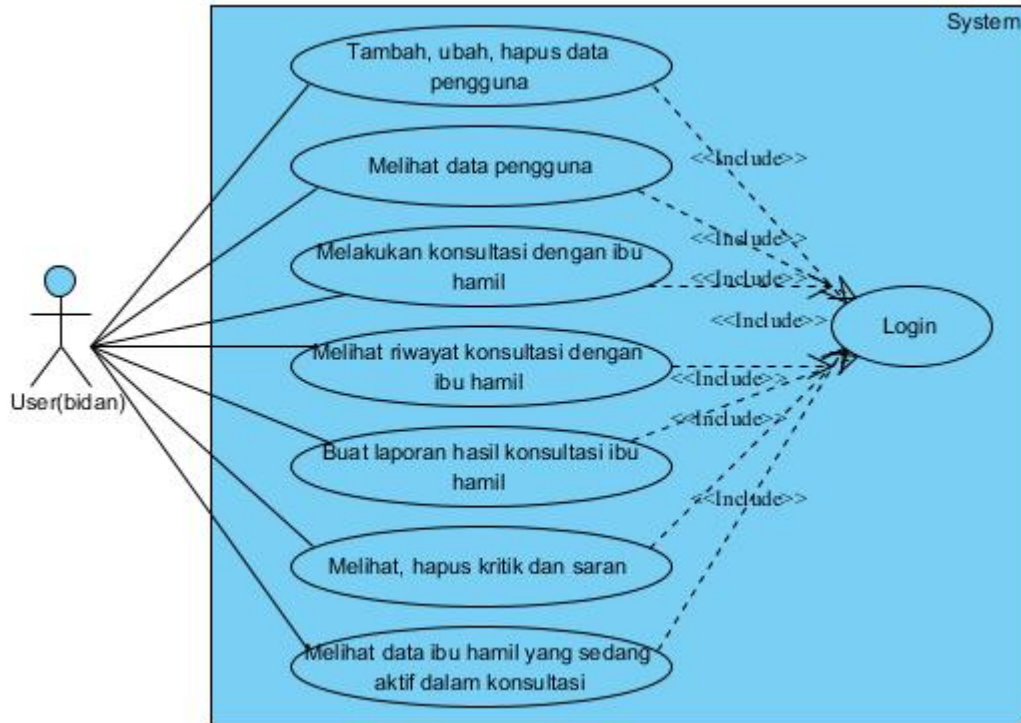 System
Tambah, ubah, hapus data
pengguna
<<Include>>
Melihat data pengguna
<<Include>>
Melakukan konsultasi dengan ibu
hamil
<<Include>>
<<Include>>
Login
Melihat riwayat konsultasi dengan
ibu hamil
<<Include>>
User(bidan)
<<Include>>
Buat laporan hasil konsultasi ibu
hamil
<<Include>>
Melihat, hapus kritik dan saran
Melihat data ibu hamil yang sedang
aktif dalam konsultasi